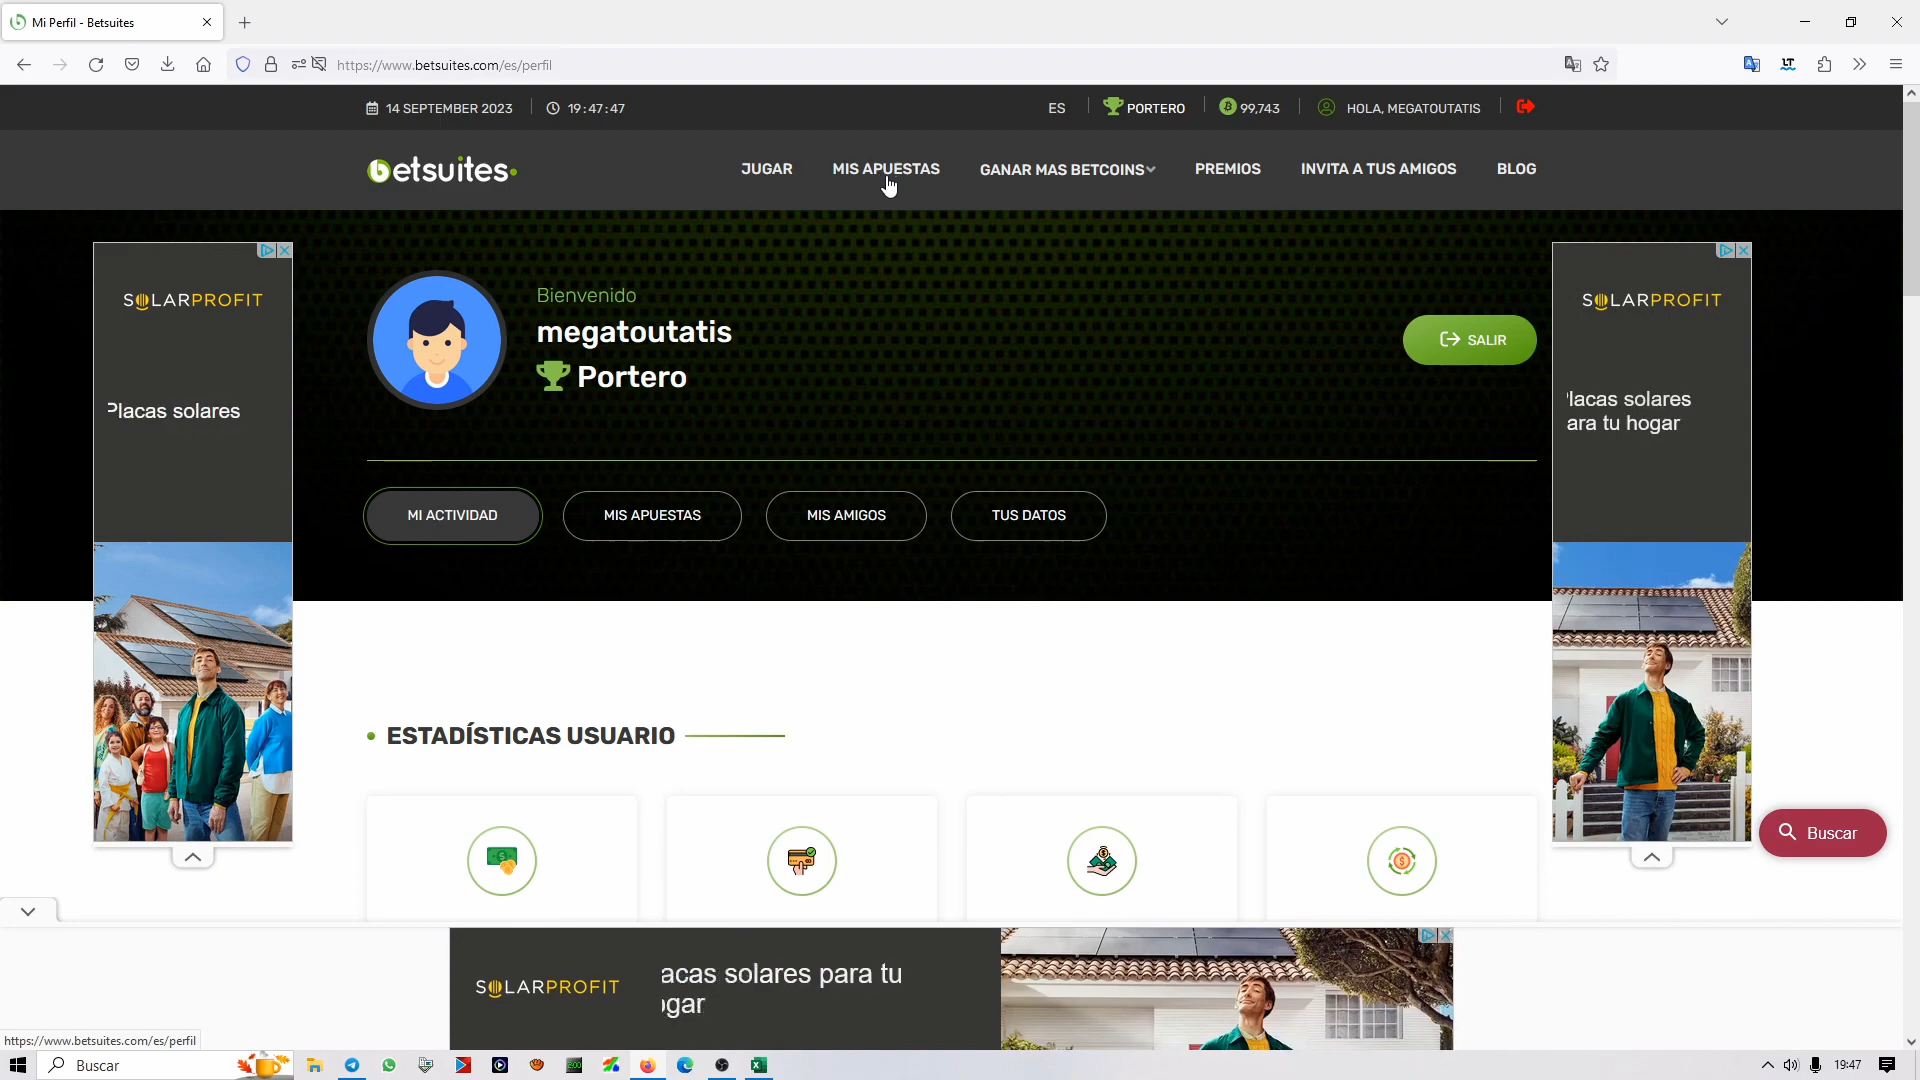 Mi Perfil - Betsuites
https://www.betsuites.com/es/perfil
14 SEPTEMBER 2023
19:47:47
ES
PORTERO
99,743
HOLA, MEGATOUTATIS
betsuites.
JUGAR
MIS APUESTAS
GANAR MAS BETCOINS
PREMIOS
INVITA A TUS AMIGOS
BLOG
SOLARPROFIT
Placas solares
Bienvenido
megatoutatis
Portero
SALIR
SOLARPROFIT
lacas solares
ara tu hogar
MI ACTIVIDAD
MIS APUESTAS
MIS AMIGOS
TUS DATOS
ESTADÍSTICAS USUARIO
Buscar
SOLARPROFIT
acas solares para tu
ogar
https://www.betsuites.com/es/perfil
Buscar
19:47